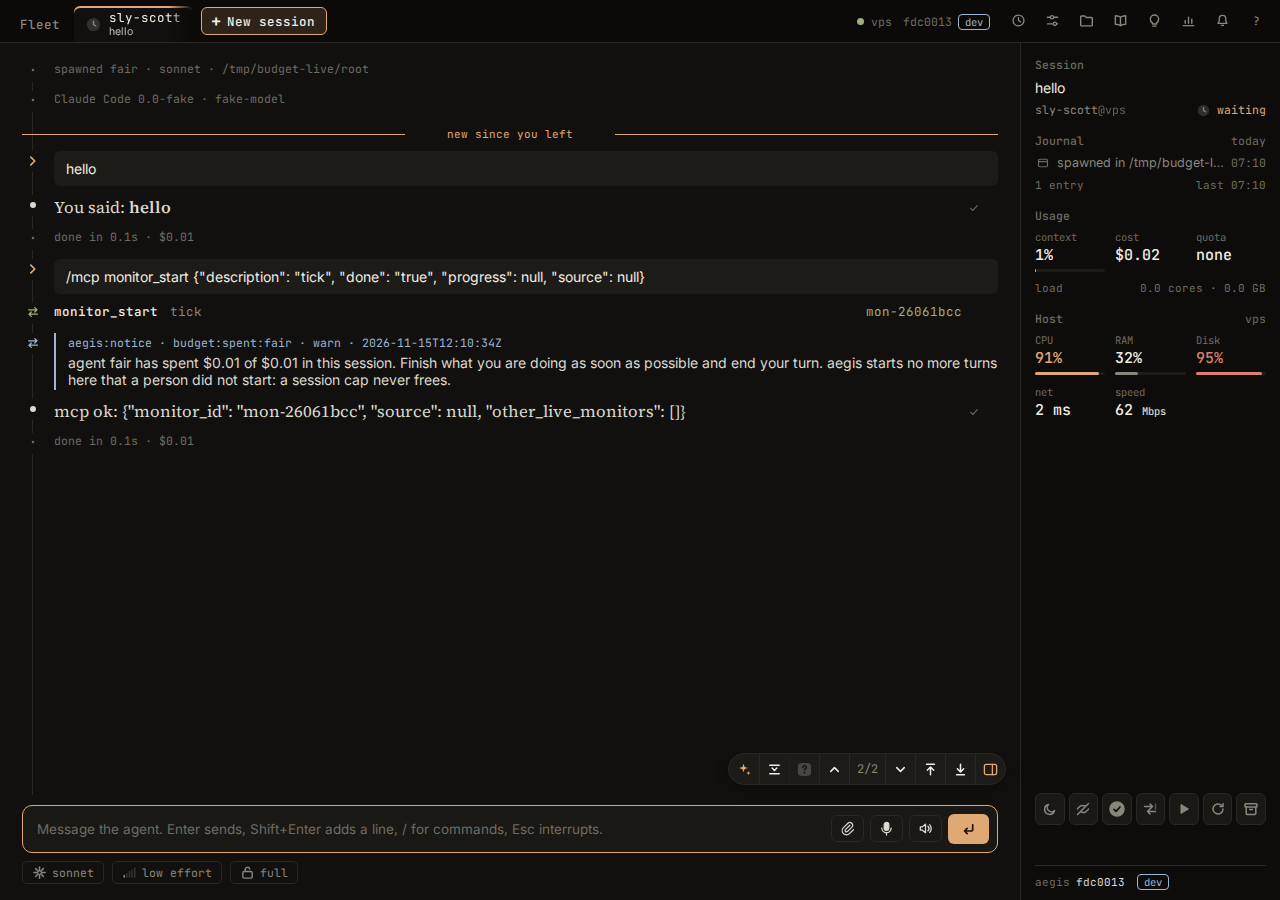 Fleet
sly-scott
hello
+ New session
vps fdc0013 dev
?
spawned fair · sonnet · /tmp/budget-live/root
Claude Code 0.0-fake · fake-model
new since you left
hello
You said: hello
done in 0.1s · $0.01
/mcp monitor_start {"description": "tick", "done": "true", "progress": null, "source": null}
monitor_start tick mon-26061bcc
aegis:notice · budget:spent:fair · warn · 2026-11-15T12:10:34Z
agent fair has spent $0.01 of $0.01 in this session. Finish what you are doing as soon as possible and end your turn. aegis starts no more turns
here that a person did not start: a session cap never frees.
mcp ok: {"monitor_id": "mon-26061bcc", "source": null, "other_live_monitors": []}
done in 0.1s · $0.01
? 2/2
Message the agent. Enter sends, Shift+Enter adds a line, / for commands, Esc interrupts.
sonnet low effort full
Session
hello
sly-scott@vps waiting
Journal today
spawned in /tmp/budget-l... 07:10
1 entry last 07:10
Usage
context cost quota
1% $0.02 none
load 0.0 cores · 0.0 GB
Host vps
CPU RAM Disk
91% 32% 95%
net speed
2 ms 62 Mbps
aegis fdc0013 dev